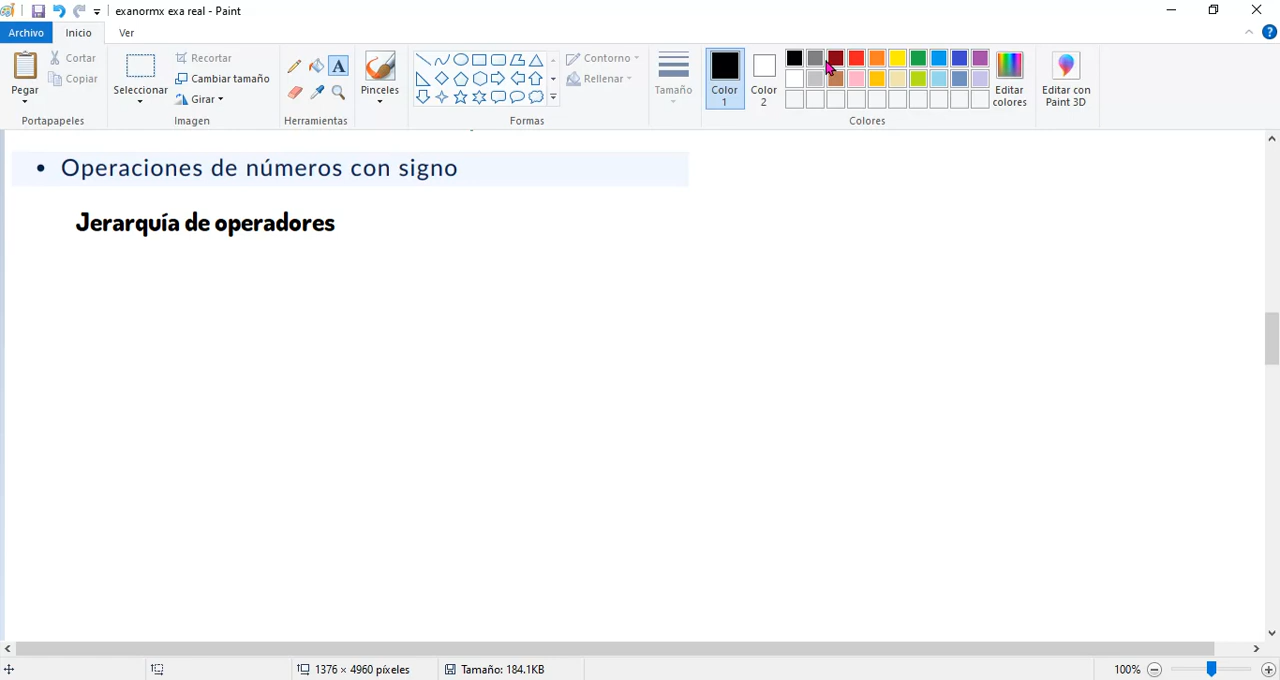 exanormx exa real - Paint
Archivo Inicio Ver
Pegar
Cortar
Copiar
Portapapeles
Seleccionar
Recortar
Cambiar tamaño
Girar
Imagen
A
Herramientas
Pinceles
Contorno
Rellenar
Formas
Tamaño
Color
1
Color
2
Editar
colores
Colores
Editar con
Paint 3D
• Operaciones de números con signo
Jerarquía de operadores
1376 × 4960 píxeles Tamaño: 184.1KB 100%